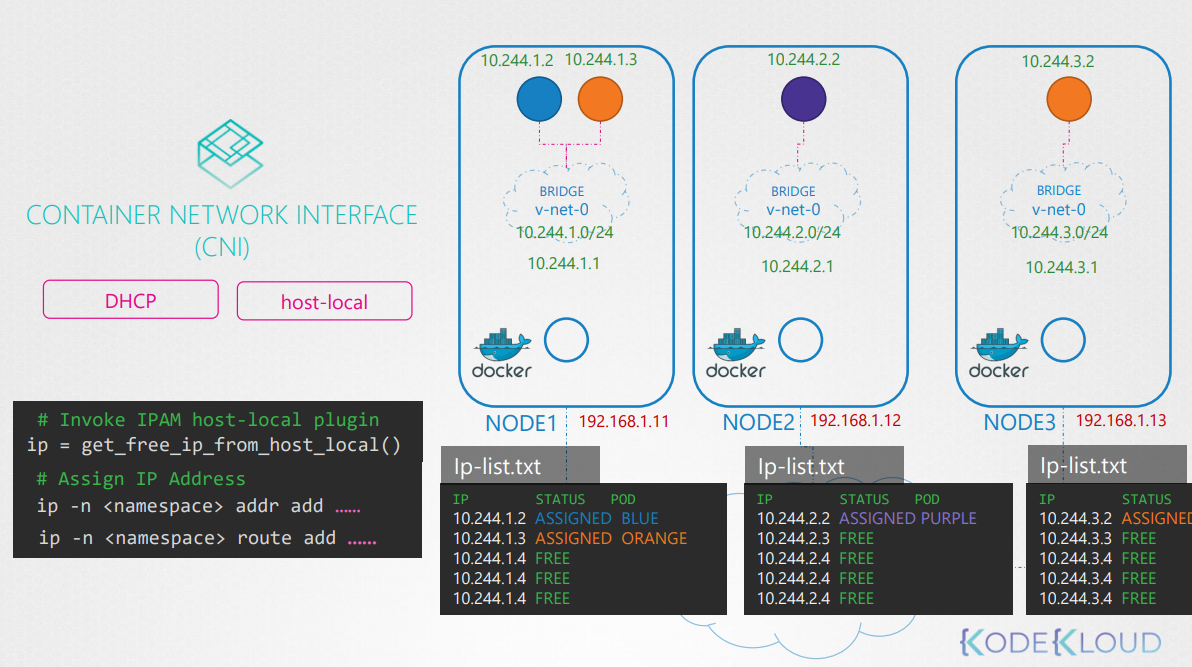 CONTAINER NETWORK INTERFACE
(CNI)
DHCP
host-local
# Invoke IPAM host-local plugin
ip = get_free_ip_from_host_local()
# Assign IP Address
ip -n <namespace> addr add ……
ip -n <namespace> route add ……
10.244.1.2 10.244.1.3
BRIDGE
v-net-0
10.244.1.0/24
10.244.1.1
docker
NODE1 192.168.1.11
10.244.2.2
BRIDGE
v-net-0
10.244.2.0/24
10.244.2.1
docker
NODE2 192.168.1.12
10.244.3.2
BRIDGE
v-net-0
10.244.3.0/24
10.244.3.1
docker
NODE3 192.168.1.13
Ip-list.txt
IP STATUS POD
10.244.1.2 ASSIGNED BLUE
10.244.1.3 ASSIGNED ORANGE
10.244.1.4 FREE
10.244.1.4 FREE
10.244.1.4 FREE
Ip-list.txt
IP STATUS POD
10.244.2.2 ASSIGNED PURPLE
10.244.2.3 FREE
10.244.2.4 FREE
10.244.2.4 FREE
10.244.2.4 FREE
Ip-list.txt
IP STATUS
10.244.3.2 ASSIGNED
10.244.3.3 FREE
10.244.3.4 FREE
10.244.3.4 FREE
10.244.3.4 FREE
KODEKLOUD